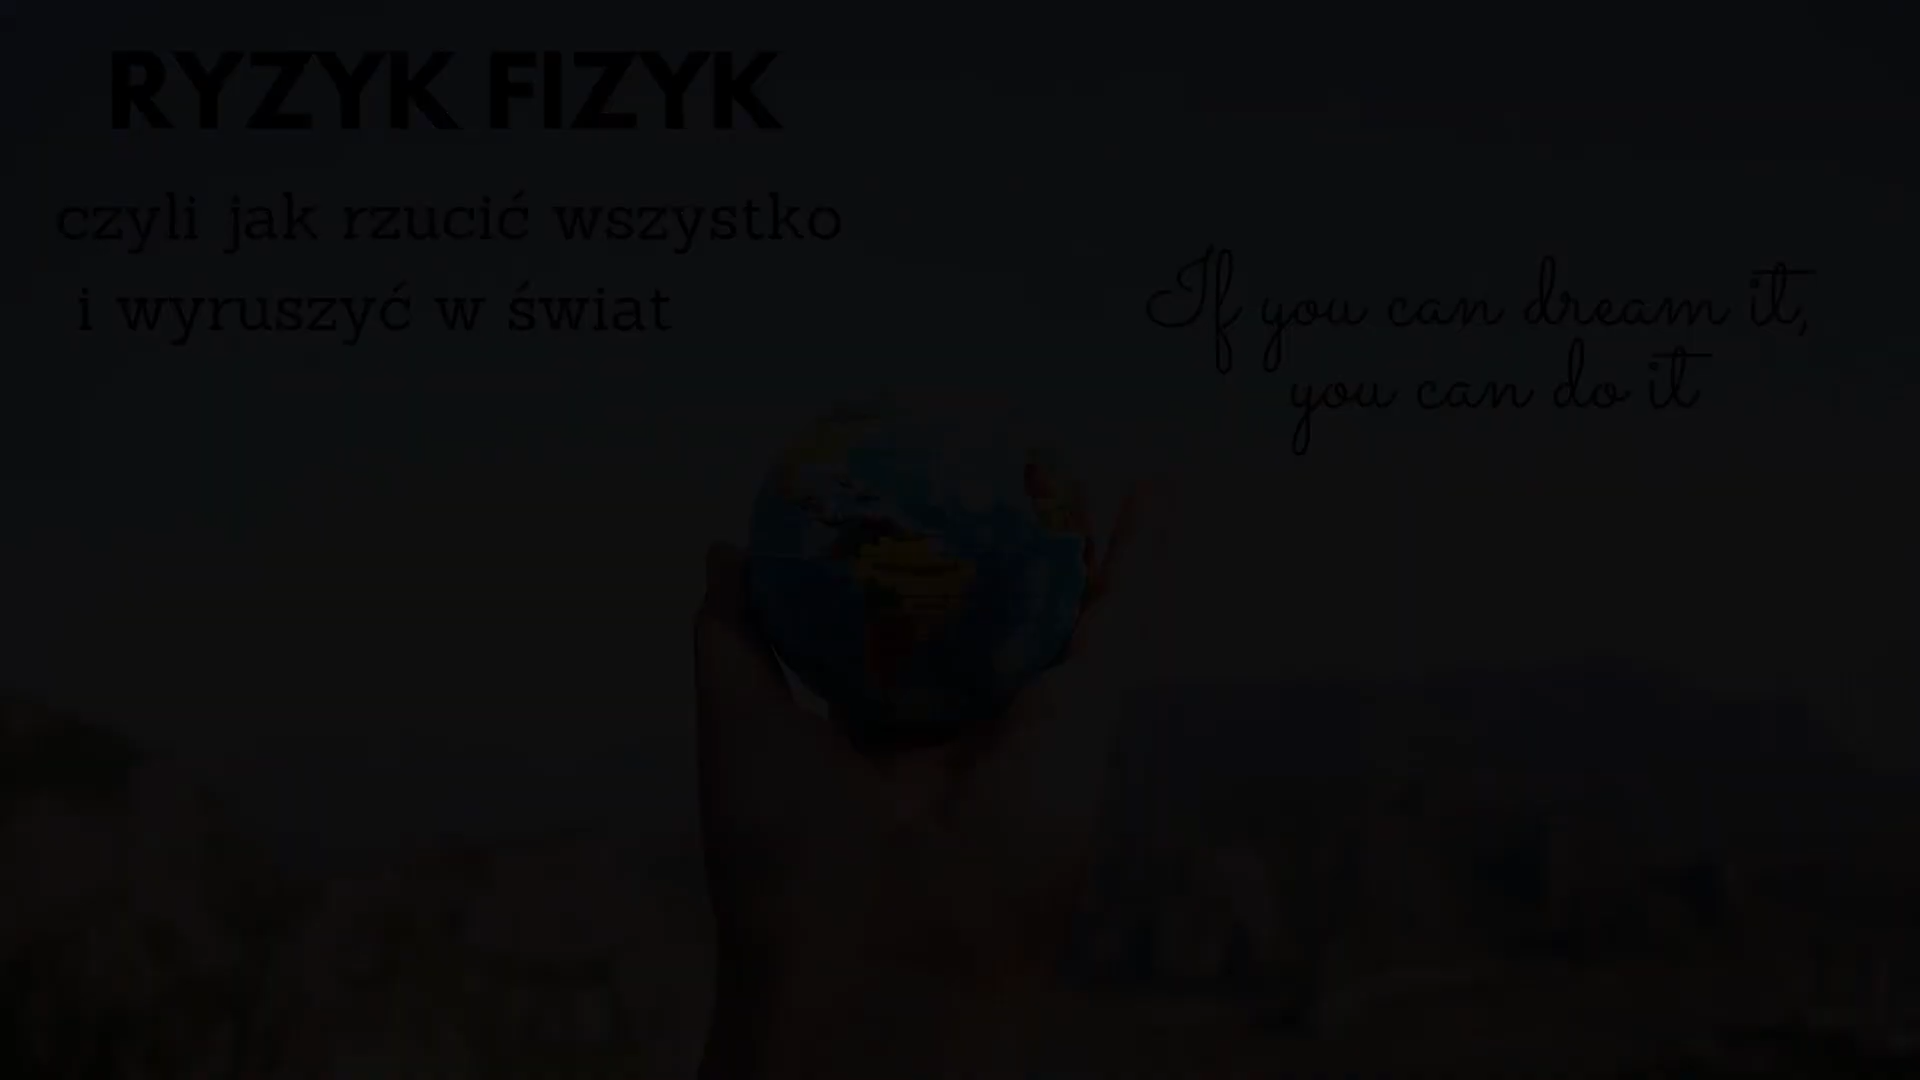 RYZYK FIZYK
czyli jak rzucić wszystko
i wyruszyć w świat
If you can dream it,
you can do it